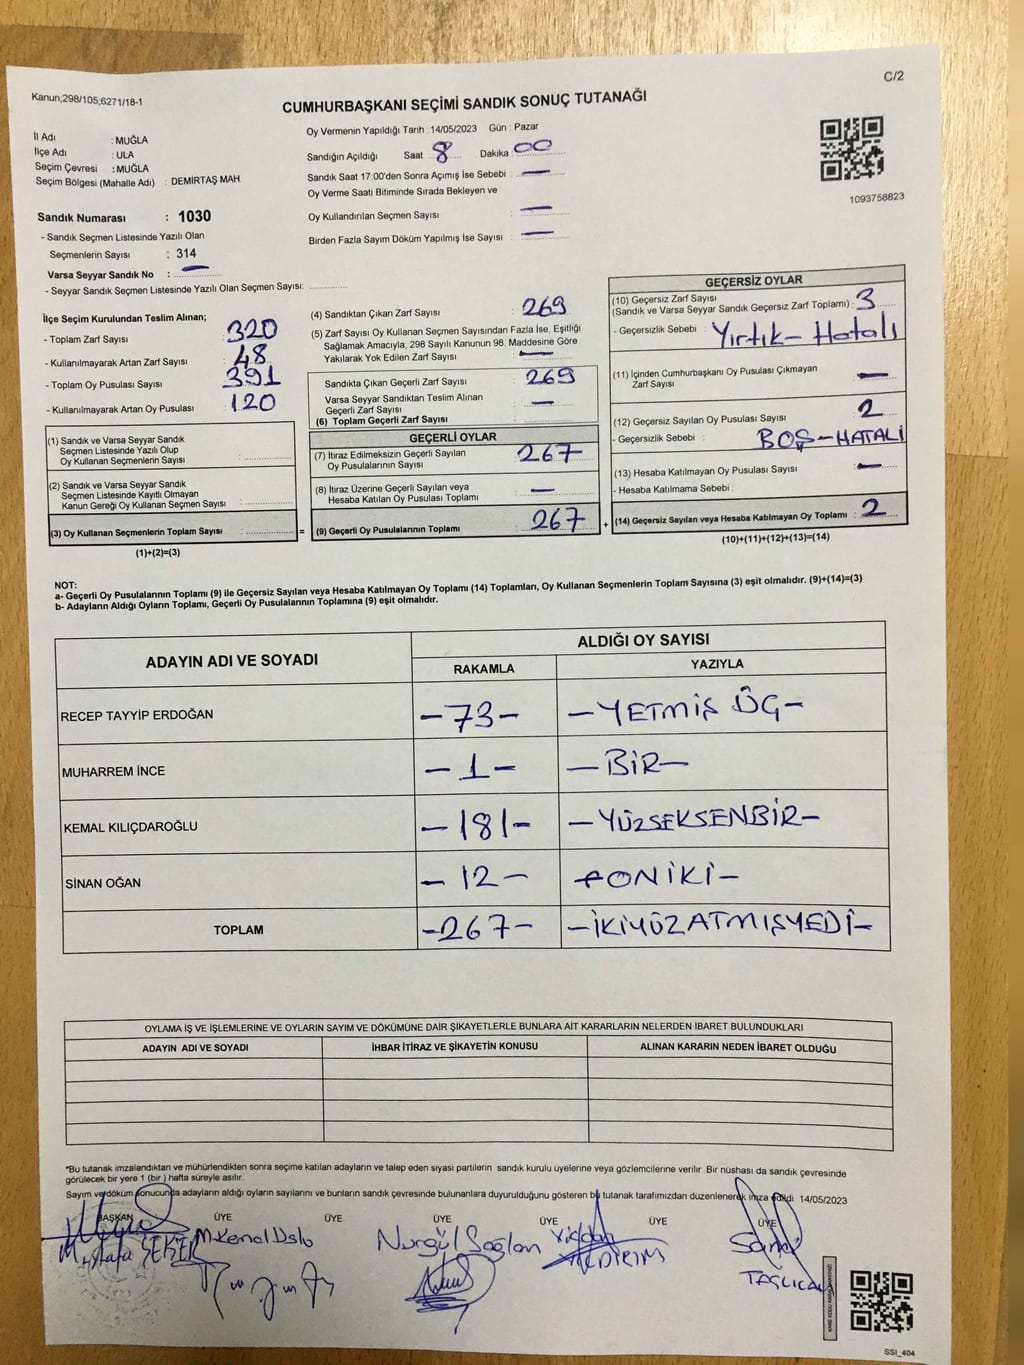 C/2
Kanun;298/105;6271/18-1
CUMHURBAŞKANI SEÇİMİ SANDIK SONUÇ TUTANAĞI
İl Adı : MUĞLA
İlçe Adı : ULA
Seçim Çevresi : MUĞLA
Seçim Bölgesi (Mahalle Adı) : DEMİRTAŞ MAH
Oy Vermenin Yapıldığı Tarih : 14/05/2023 Gün : Pazar
Sandığın Açıldığı Saat 8 Dakika : 00
Sandık Saat 17:00'den Sonra Açımış İse Sebebi : —
Oy Verme Saati Bitiminde Sırada Bekleyen ve
Oy Kullandırılan Seçmen Sayısı : —
Birden Fazla Sayım Döküm Yapılmış İse Sayısı : —
1093758823
Sandık Numarası : 1030
- Sandık Seçmen Listesinde Yazılı Olan
Seçmenlerin Sayısı : 314
Varsa Seyyar Sandık No : —
- Seyyar Sandık Seçmen Listesinde Yazılı Olan Seçmen Sayısı:
İlçe Seçim Kurulundan Teslim Alınan;
- Toplam Zarf Sayısı : 320
- Kullanılmayarak Artan Zarf Sayısı : 48
- Toplam Oy Pusulası Sayısı : 391
- Kullanılmayarak Artan Oy Pusulası : 120
(1) Sandık ve Varsa Seyyar Sandık
Seçmen Listesinde Yazılı Olup
Oy Kullanan Seçmenlerin Sayısı :
(2) Sandık ve Varsa Seyyar Sandık
Seçmen Listesinde Kayıtlı Olmayan
Kanun Gereği Oy Kullanan Seçmen Sayısı :
(3) Oy Kullanan Seçmenlerin Toplam Sayısı : =
(1)+(2)=(3)
(4) Sandıktan Çıkan Zarf Sayısı : 269
(5) Zarf Sayısı Oy Kullanan Seçmen Sayısından Fazla İse, Eşitliği
Sağlamak Amacıyla, 298 Sayılı Kanunun 98. Maddesine Göre
Yakılarak Yok Edilen Zarf Sayısı : —
Sandıkta Çıkan Geçerli Zarf Sayısı : 269
Varsa Seyyar Sandıktan Teslim Alınan
Geçerli Zarf Sayısı : —
(6) Toplam Geçerli Zarf Sayısı :
GEÇERLİ OYLAR
(7) İtiraz Edilmeksizin Geçerli Sayılan
Oy Pusulalarının Sayısı : 267
(8) İtiraz Üzerine Geçerli Sayılan veya
Hesaba Katılan Oy Pusulası Toplamı : —
(9) Geçerli Oy Pusulalarının Toplamı : 267 +
GEÇERSİZ OYLAR
(10) Geçersiz Zarf Sayısı
(Sandık ve Varsa Seyyar Sandık Geçersiz Zarf Toplamı) : 3
- Geçersizlik Sebebi : Yırtık-Hatalı
(11) İçinden Cumhurbaşkanı Oy Pusulası Çıkmayan
Zarf Sayısı : —
(12) Geçersiz Sayılan Oy Pusulası Sayısı : 2
- Geçersizlik Sebebi : BOŞ-HATALİ
(13) Hesaba Katılmayan Oy Pusulası Sayısı : —
- Hesaba Katılmama Sebebi :
(14) Geçersiz Sayılan veya Hesaba Katılmayan Oy Toplamı : 2
(10)+(11)+(12)+(13)=(14)
NOT:
a- Geçerli Oy Pusulalarının Toplamı (9) ile Geçersiz Sayılan veya Hesaba Katılmayan Oy Toplamı (14) Toplamları, Oy Kullanan Seçmenlerin Toplam Sayısına (3) eşit olmalıdır. (9)+(14)=(3)
b- Adayların Aldığı Oyların Toplamı, Geçerli Oy Pusulalarının Toplamına (9) eşit olmalıdır.
ADAYIN ADI VE SOYADI
ALDIĞI OY SAYISI
RAKAMLA YAZIYLA
RECEP TAYYİP ERDOĞAN -73- -YETMİŞ ÜÇ-
MUHARREM İNCE -1- -BİR-
KEMAL KILIÇDAROĞLU -181- -YÜZSEKSENBİR-
SİNAN OĞAN -12- -ONİKİ-
TOPLAM -267- -İKİYÜZATMIŞYEDİ-
OYLAMA İŞ VE İŞLEMLERİNE VE OYLARIN SAYIM VE DÖKÜMÜNE DAİR ŞİKAYETLERLE BUNLARA AİT KARARLARIN NELERDEN İBARET BULUNDUKLARI
ADAYIN ADI VE SOYADI İHBAR İTİRAZ VE ŞİKAYETİN KONUSU ALINAN KARARIN NEDEN İBARET OLDUĞU
*Bu tutanak imzalandıktan ve mühürlendikten sonra seçime katılan adayların ve talep eden siyasi partilerin sandık kurulu üyelerine veya gözlemcilerine verilir. Bir nüshası da sandık çevresinde
görülecek bir yere 1 (bir ) hafta süreyle asılır.
Sayım ve döküm sonucunda adayların aldığı oyların sayılarını ve bunların sandık çevresinde bulunanlara duyurulduğunu gösteren bu tutanak tarafımızdan düzenlenerek imza edildi. 14/05/2023
BAŞKAN ÜYE ÜYE ÜYE ÜYE ÜYE ÜYE
Mustafa ŞEKER M.Kemal Uslu Nurgül Sağlan YILDIRIM TAŞLICALI
SSI_404